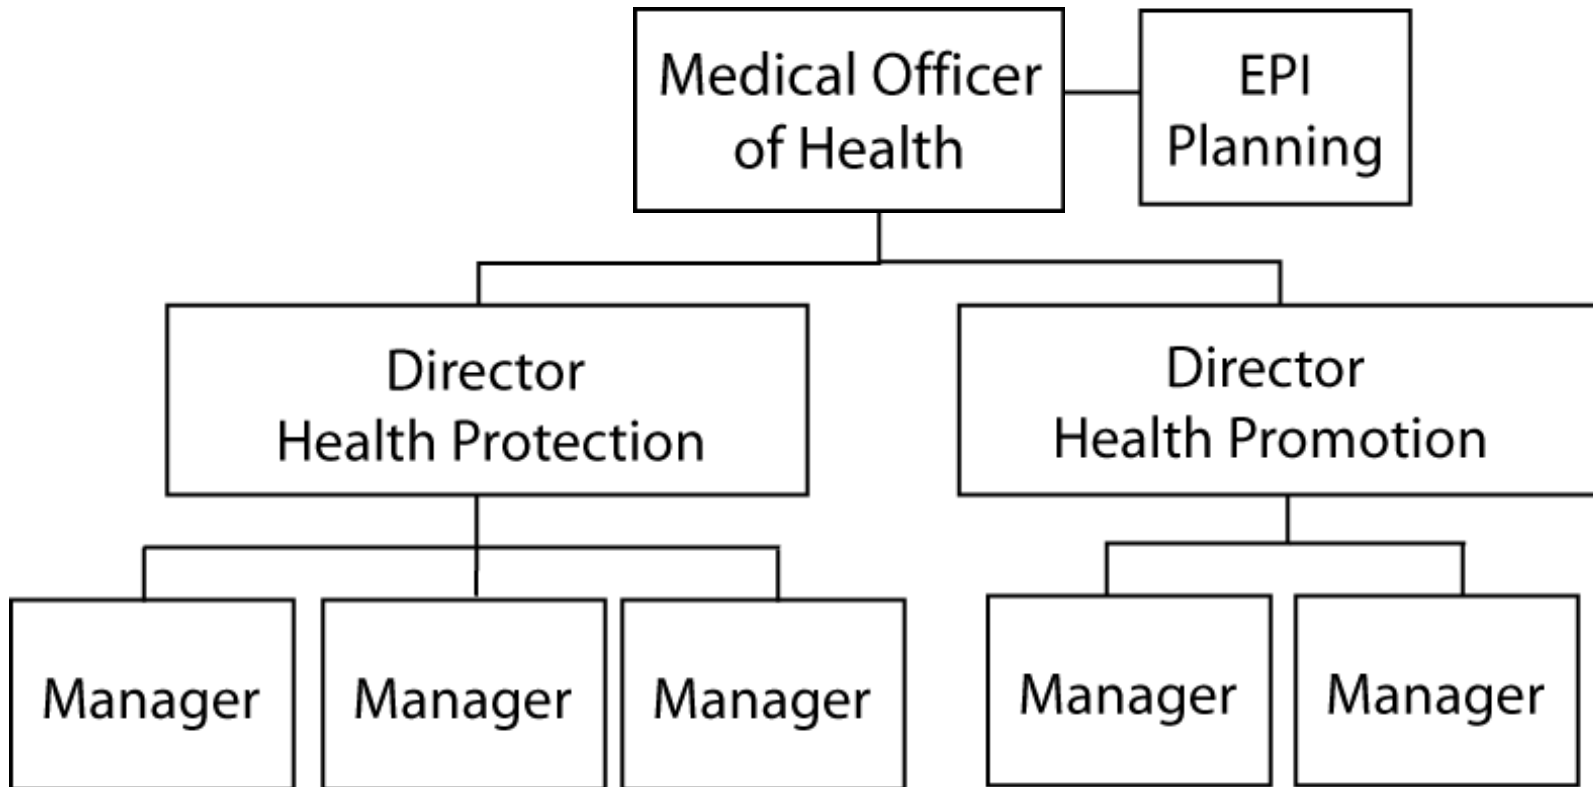 Medical Officer
of Health
EPI
Planning
Director
Health Protection
Director
Health Promotion
Manager
Manager
Manager
Manager
Manager